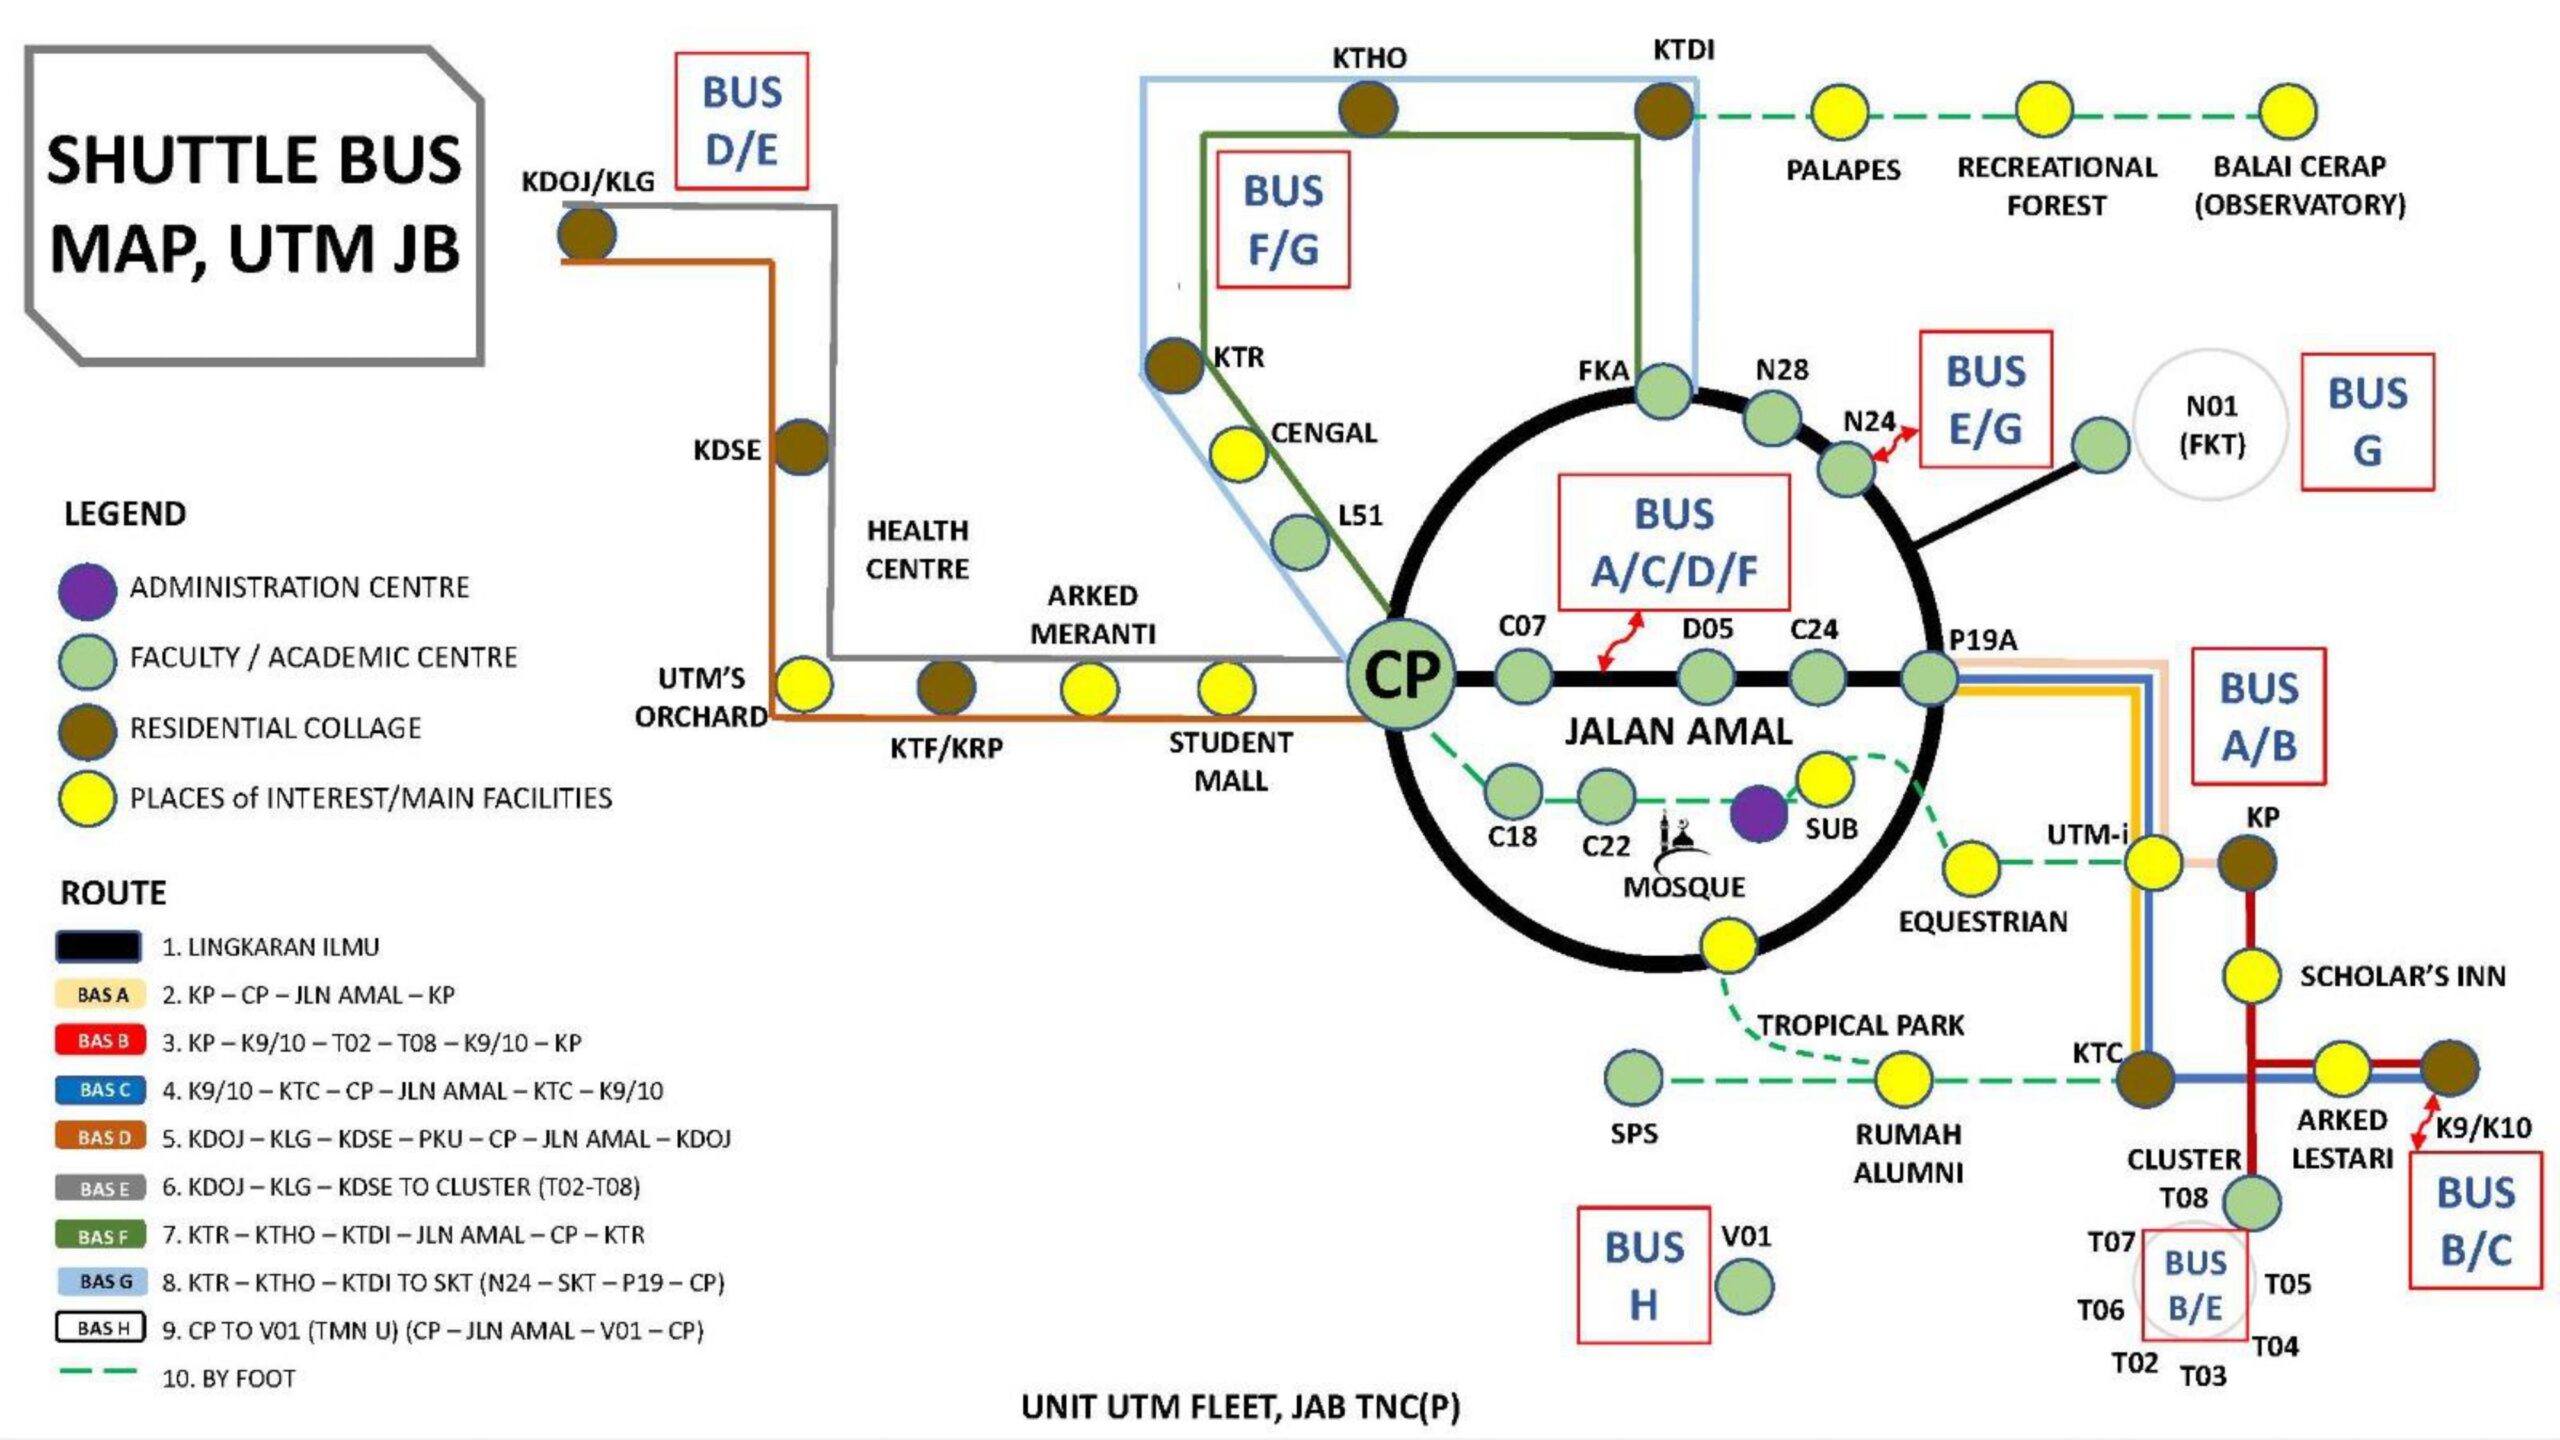 SHUTTLE BUS
MAP, UTM JB
BUS
D/E
KDOJ/KLG
KDSE
HEALTH
CENTRE
ARKED
MERANTI
UTM'S
ORCHARD
KTF/KRP
STUDENT
MALL
KTHO
KTDI
BUS
F/G
PALAPES
RECREATIONAL
FOREST
BALAI CERAP
(OBSERVATORY)
KTR
CENGAL
L51
FKA
N28
N24
BUS
E/G
N01
(FKT)
BUS
G
BUS
A/C/D/F
CP
C07
D05
C24
P19A
JALAN AMAL
C18
C22
MOSQUE
SUB
BUS
A/B
KP
UTM-i
EQUESTRIAN
SCHOLAR'S INN
TROPICAL PARK
KTC
SPS
RUMAH
ALUMNI
ARKED
LESTARI
K9/K10
BUS
B/C
CLUSTER
T08
T07
BUS
B/E
T05
T06
T04
T02
T03
BUS
H
V01
LEGEND
ADMINISTRATION CENTRE
FACULTY / ACADEMIC CENTRE
RESIDENTIAL COLLAGE
PLACES of INTEREST/MAIN FACILITIES
ROUTE
1. LINGKARAN ILMU
BAS A 2. KP – CP – JLN AMAL – KP
BAS B 3. KP – K9/10 – T02 – T08 – K9/10 – KP
BAS C 4. K9/10 – KTC – CP – JLN AMAL – KTC – K9/10
BAS D 5. KDOJ – KLG – KDSE – PKU – CP – JLN AMAL – KDOJ
BAS E 6. KDOJ – KLG – KDSE TO CLUSTER (T02-T08)
BAS F 7. KTR – KTHO – KTDI – JLN AMAL – CP – KTR
BAS G 8. KTR – KTHO – KTDI TO SKT (N24 – SKT – P19 – CP)
BAS H 9. CP TO V01 (TMN U) (CP – JLN AMAL – V01 – CP)
10. BY FOOT
UNIT UTM FLEET, JAB TNC(P)